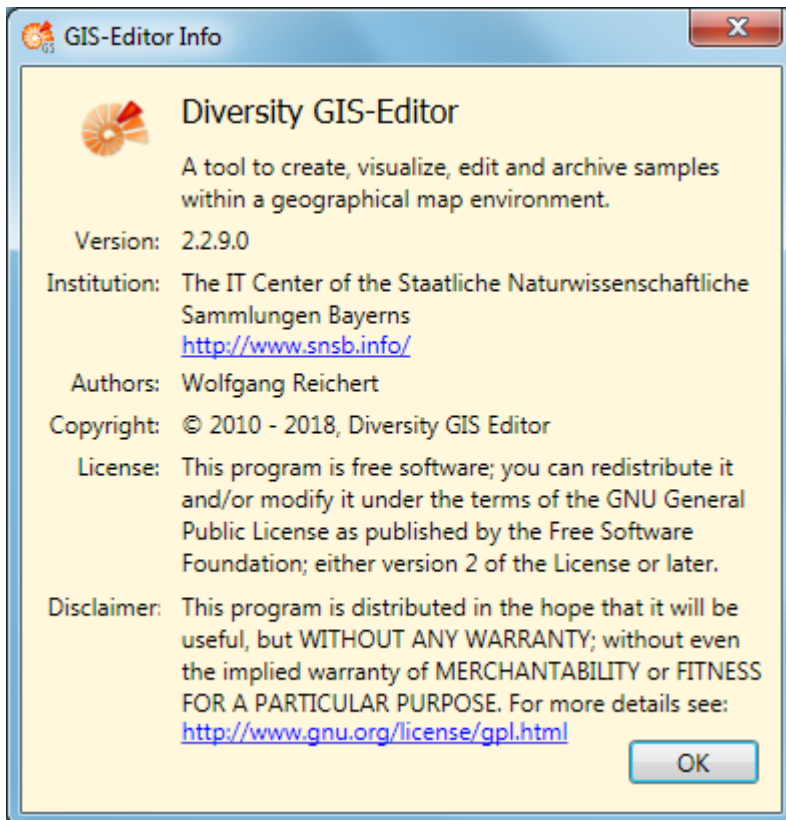 GIS-Editor Info
Diversity GIS-Editor
A tool to create, visualize, edit and archive samples
within a geographical map environment.
Version: 2.2.9.0
Institution: The IT Center of the Staatliche Naturwissenschaftliche
Sammlungen Bayerns
http://www.snsb.info/
Authors: Wolfgang Reichert
Copyright: © 2010 - 2018, Diversity GIS Editor
License: This program is free software; you can redistribute it
and/or modify it under the terms of the GNU General
Public License as published by the Free Software
Foundation; either version 2 of the License or later.
Disclaimer: This program is distributed in the hope that it will be
useful, but WITHOUT ANY WARRANTY; without even
the implied warranty of MERCHANTABILITY or FITNESS
FOR A PARTICULAR PURPOSE. For more details see:
http://www.gnu.org/license/gpl.html
OK